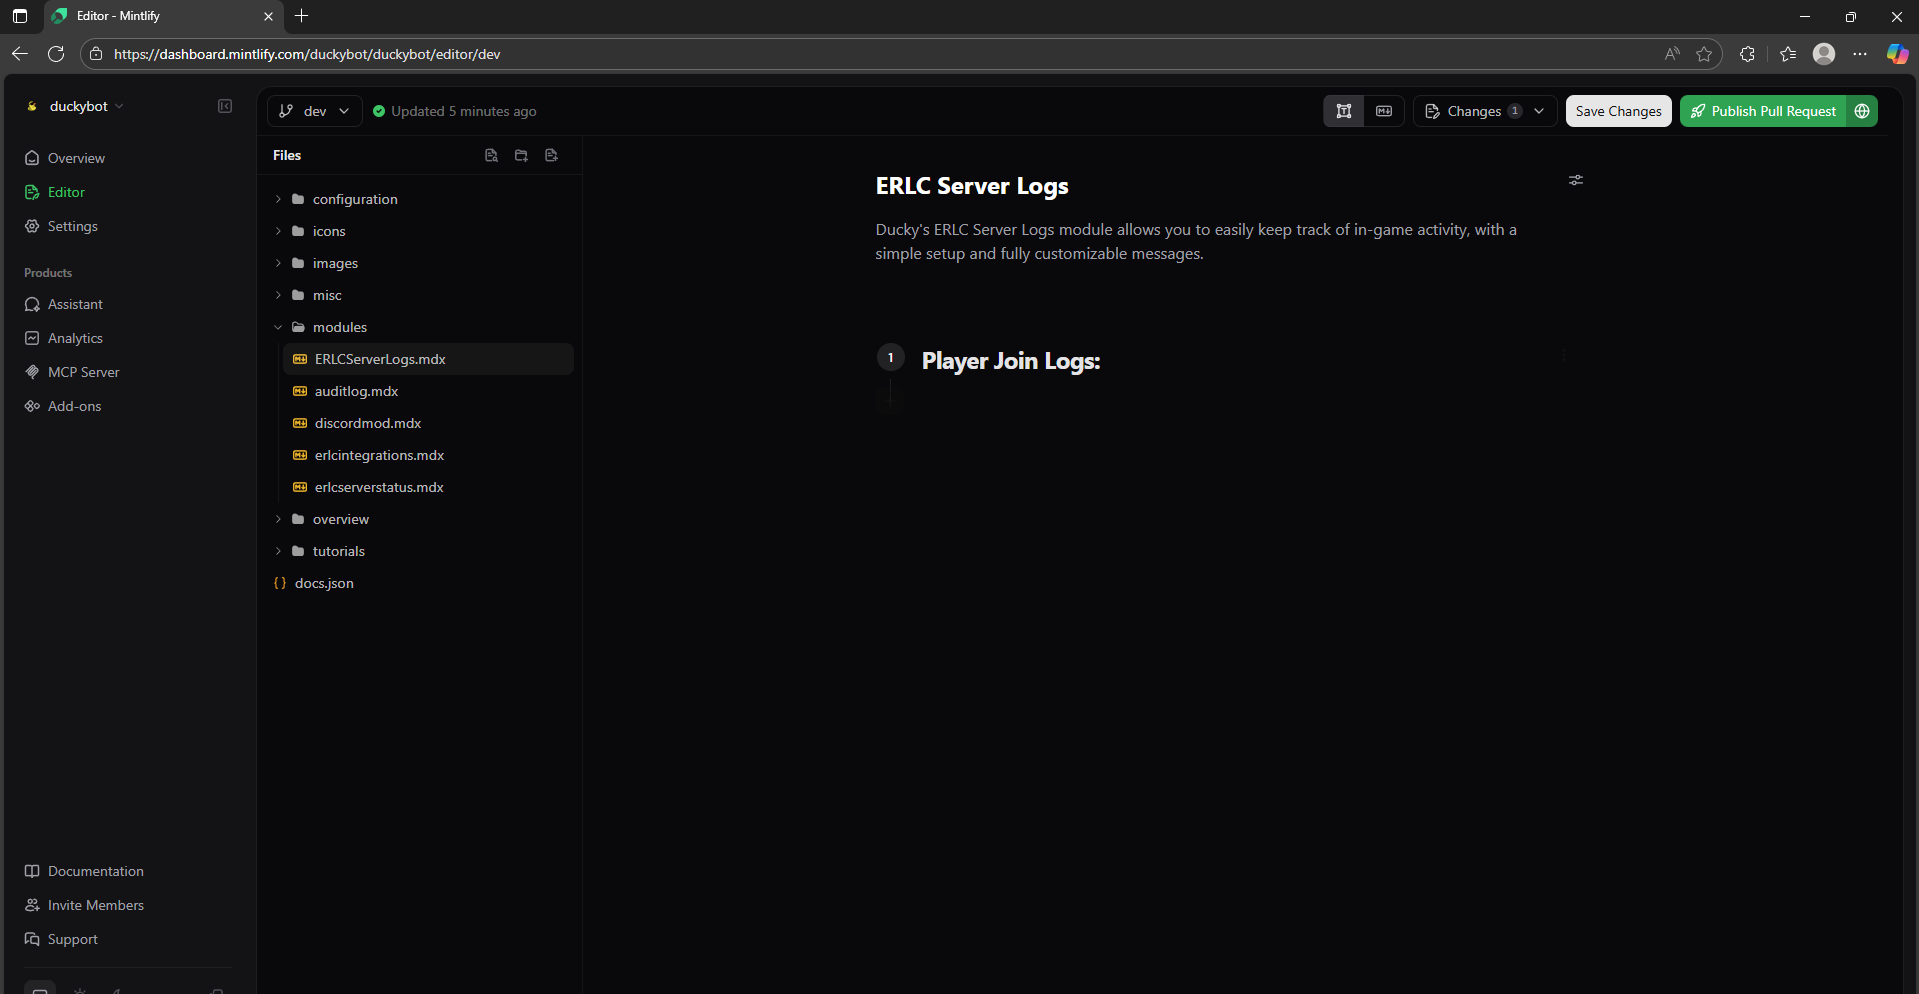 Editor - Mintlify
https://dashboard.mintlify.com/duckybot/duckybot/editor/dev
duckybot
dev
Updated 5 minutes ago
Changes 1
Save Changes
Publish Pull Request
Overview
Editor
Settings
Products
Assistant
Analytics
MCP Server
Add-ons
Documentation
Invite Members
Support
Files
configuration
icons
images
misc
modules
ERLCServerLogs.mdx
auditlog.mdx
discordmod.mdx
erlcintegrations.mdx
erlcserverstatus.mdx
overview
tutorials
{ } docs.json
ERLC Server Logs
Ducky's ERLC Server Logs module allows you to easily keep track of in-game activity, with a
simple setup and fully customizable messages.
1 Player Join Logs: